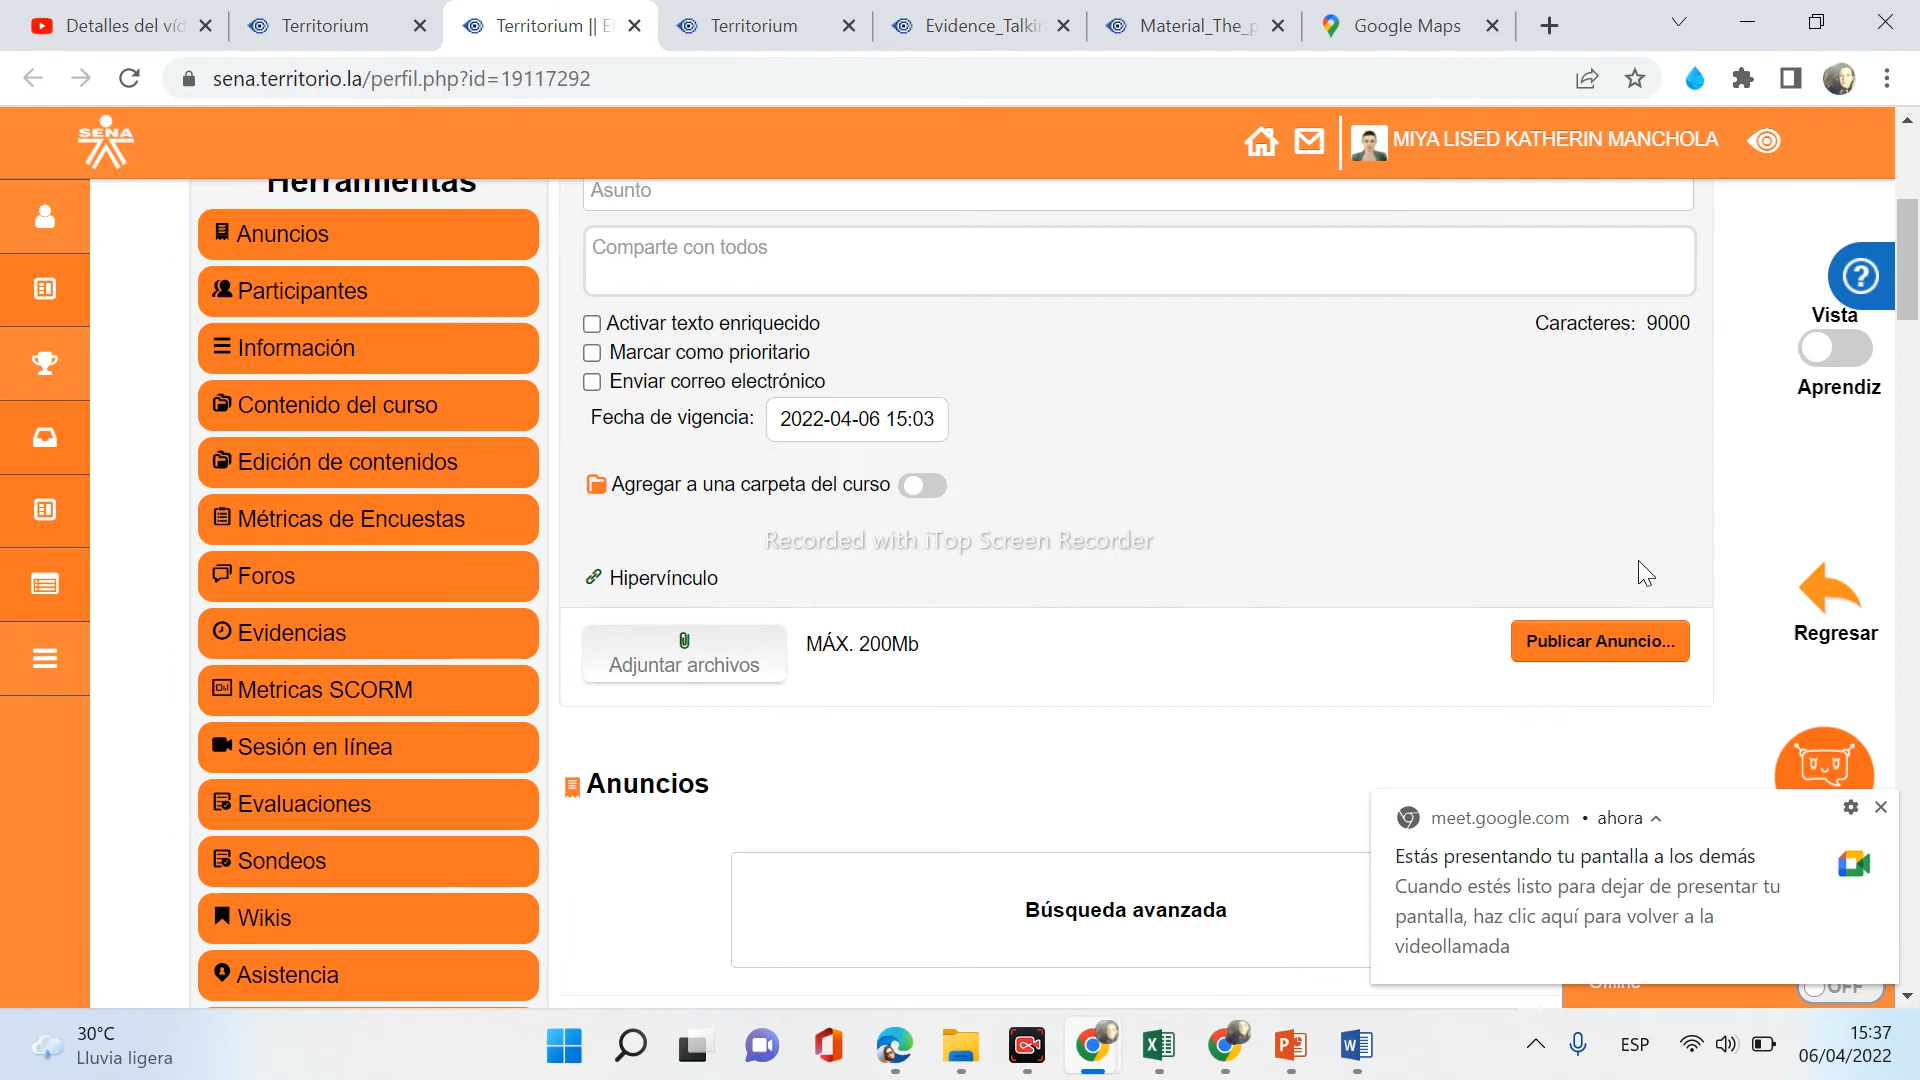 Detalles del víd
Territorium
Territorium || El
Territorium
Evidence_Talkin
Material_The_p
Google Maps
sena.territorio.la/perfil.php?id=19117292
SENA
MIYA LISED KATHERIN MANCHOLA
Herramientas
Anuncios
Participantes
Información
Contenido del curso
Edición de contenidos
Métricas de Encuestas
Foros
Evidencias
Metricas SCORM
Sesión en línea
Evaluaciones
Sondeos
Wikis
Asistencia
Asunto
Comparte con todos
Activar texto enriquecido
Caracteres: 9000
Marcar como prioritario
Enviar correo electrónico
Fecha de vigencia: 2022-04-06 15:03
Agregar a una carpeta del curso
Recorded with iTop Screen Recorder
Hipervínculo
Adjuntar archivos
MÁX. 200Mb
Publicar Anuncio...
Anuncios
Búsqueda avanzada
Vista
Aprendiz
Regresar
meet.google.com • ahora
Estás presentando tu pantalla a los demás
Cuando estés listo para dejar de presentar tu
pantalla, haz clic aquí para volver a la
videollamada
Offline
OFF
30°C
Lluvia ligera
ESP
15:37
06/04/2022